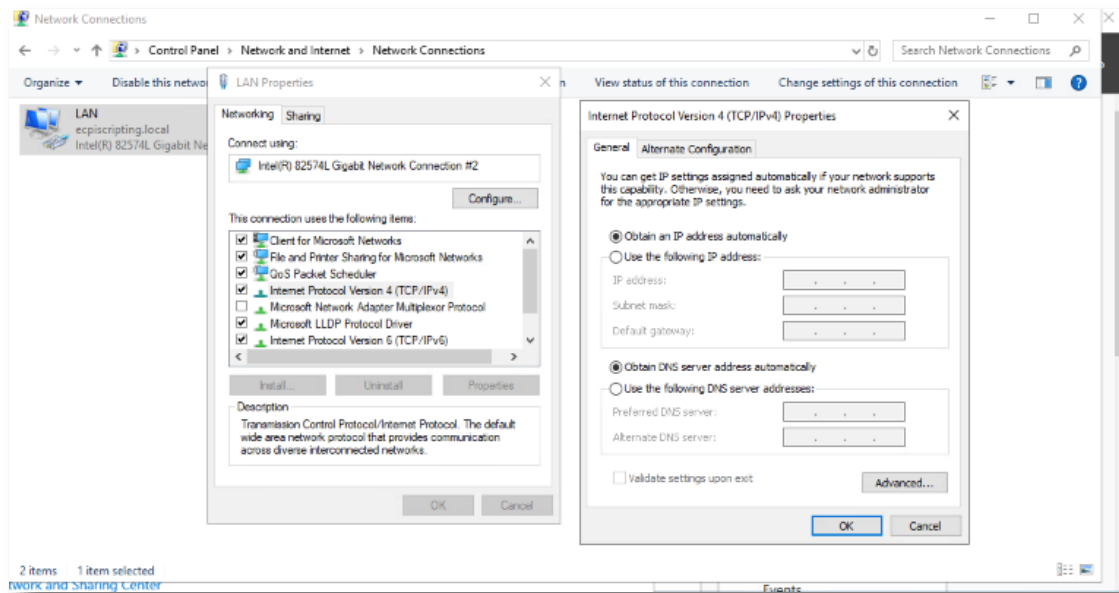 Network Connections
Control Panel > Network and Internet > Network Connections
Search Network Connections
Organize
Disable this networ
n
View status of this connection
Change settings of this connection
LAN
ecpiscripting.local
Intel(R) 82574L Gigabit Ne
LAN Properties
Networking
Sharing
Connect using:
Intel(R) 82574L Gigabit Network Connection #2
Configure...
This connection uses the following items:
Client for Microsoft Networks
File and Printer Sharing for Microsoft Networks
QoS Packet Scheduler
Internet Protocol Version 4 (TCP/IPv4)
Microsoft Network Adapter Multiplexor Protocol
Microsoft LLDP Protocol Driver
Internet Protocol Version 6 (TCP/IPv6)
Install...
Uninstall
Properties
Description
Transmission Control Protocol/Internet Protocol. The default
wide area network protocol that provides communication
across diverse interconnected networks.
OK
Cancel
Internet Protocol Version 4 (TCP/IPv4) Properties
General
Alternate Configuration
You can get IP settings assigned automatically if your network supports
this capability. Otherwise, you need to ask your network administrator
for the appropriate IP settings.
Obtain an IP address automatically
Use the following IP address:
IP address:
Subnet mask:
Default gateway:
Obtain DNS server address automatically
Use the following DNS server addresses:
Preferred DNS server:
Alternate DNS server:
Validate settings upon exit
Advanced...
OK
Cancel
2 items
1 item selected
twork and Sharing Center
Events